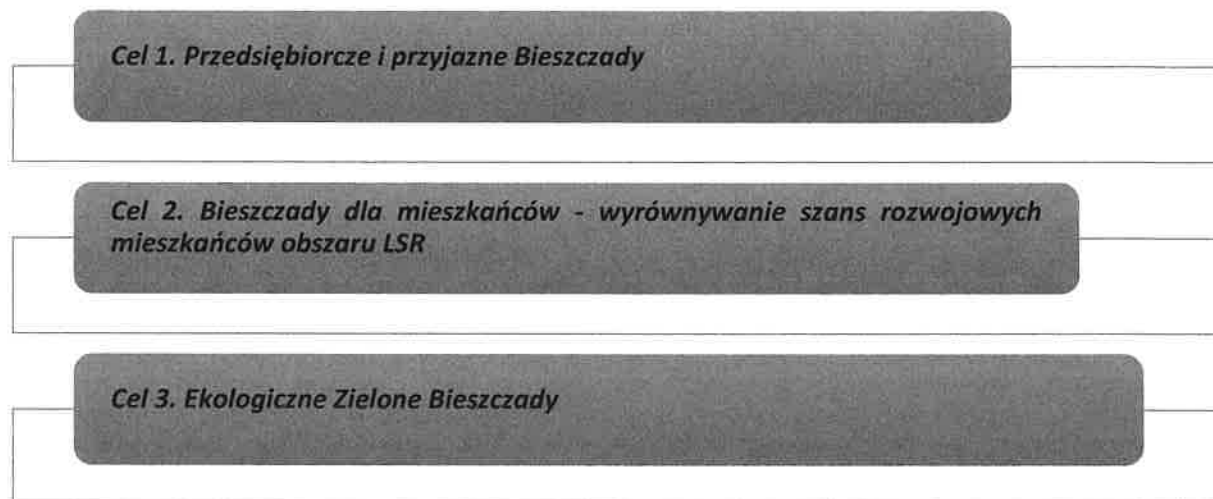 Cel 1. Przedsiębiorcze i przyjazne Bieszczady
Cel 2. Bieszczady dla mieszkańców - wyrównywanie szans rozwojowych
mieszkańców obszaru LSR
Cel 3. Ekologiczne Zielone Bieszczady